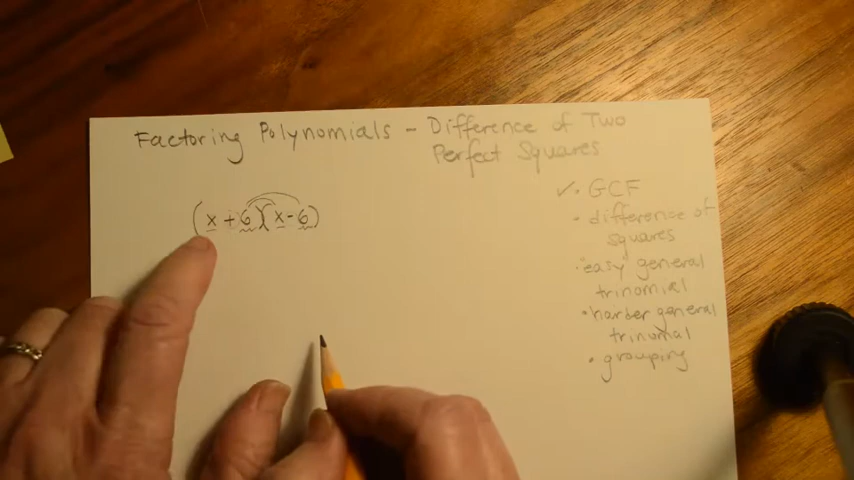 Factoring Polynomials - Difference of Two
Perfect Squares
(x + 6)(x - 6)
✓ • GCF
• difference of
squares
• easy general
trinomial
• harder general
trinomial
• grouping